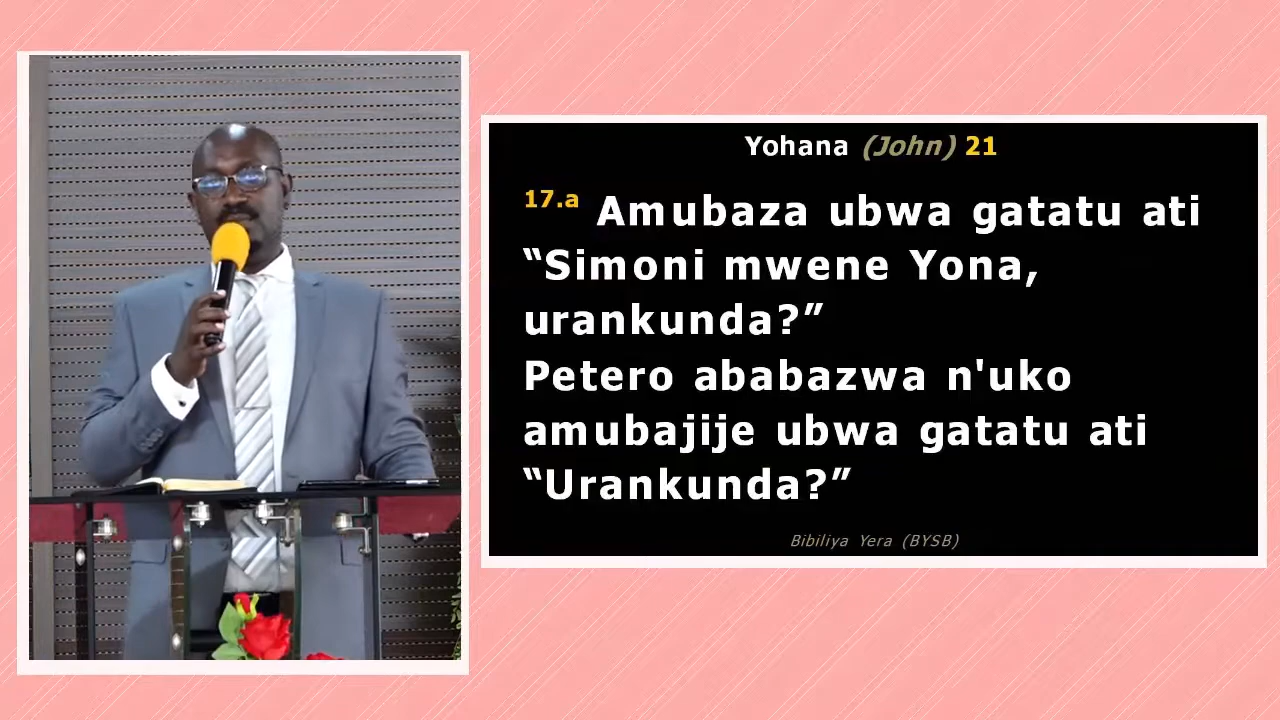 Yohana (John) 21
17.a Amubaza ubwa gatatu ati
“Simoni mwene Yona,
urankunda?”
Petero ababazwa n'uko
amubajije ubwa gatatu ati
“Urankunda?”
Bibiliya Yera (BYSB)